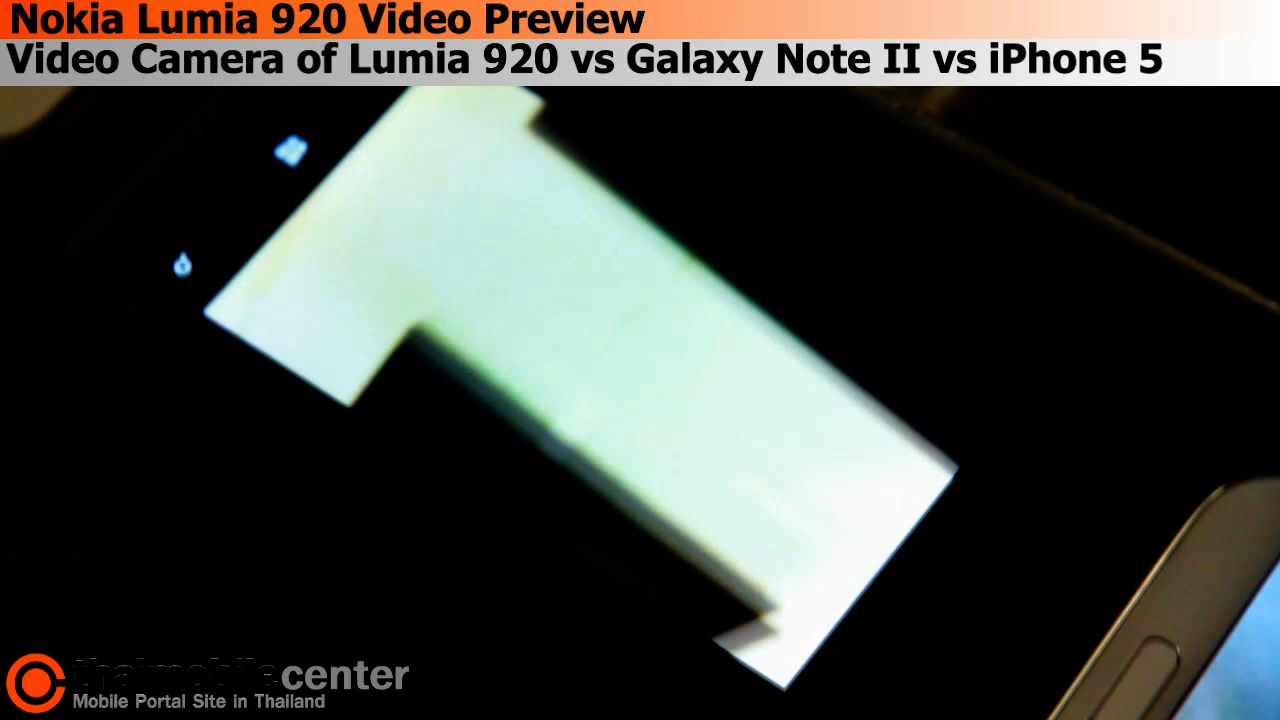 Nokia Lumia 920 Video Preview
Video Camera of Lumia 920 vs Galaxy Note II vs iPhone 5
thaimobilecenter
Mobile Portal Site in Thailand